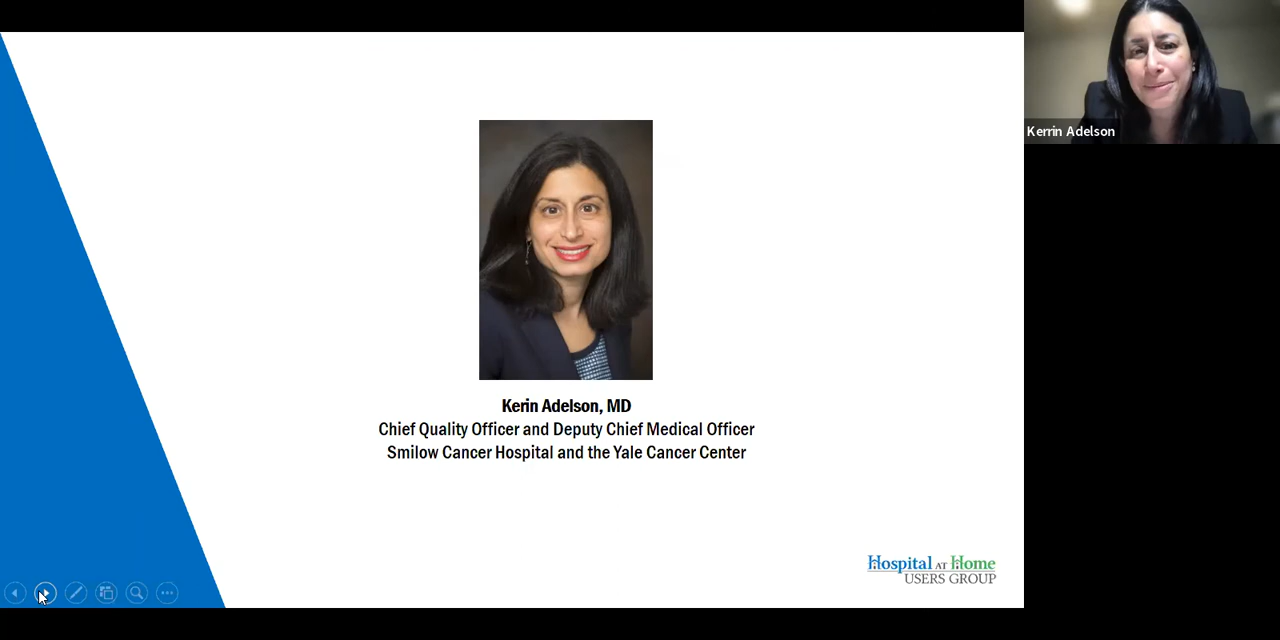 Kerrin Adelson
Kerin Adelson, MD
Chief Quality Officer and Deputy Chief Medical Officer
Smilow Cancer Hospital and the Yale Cancer Center
Hospital AT Home
USERS GROUP